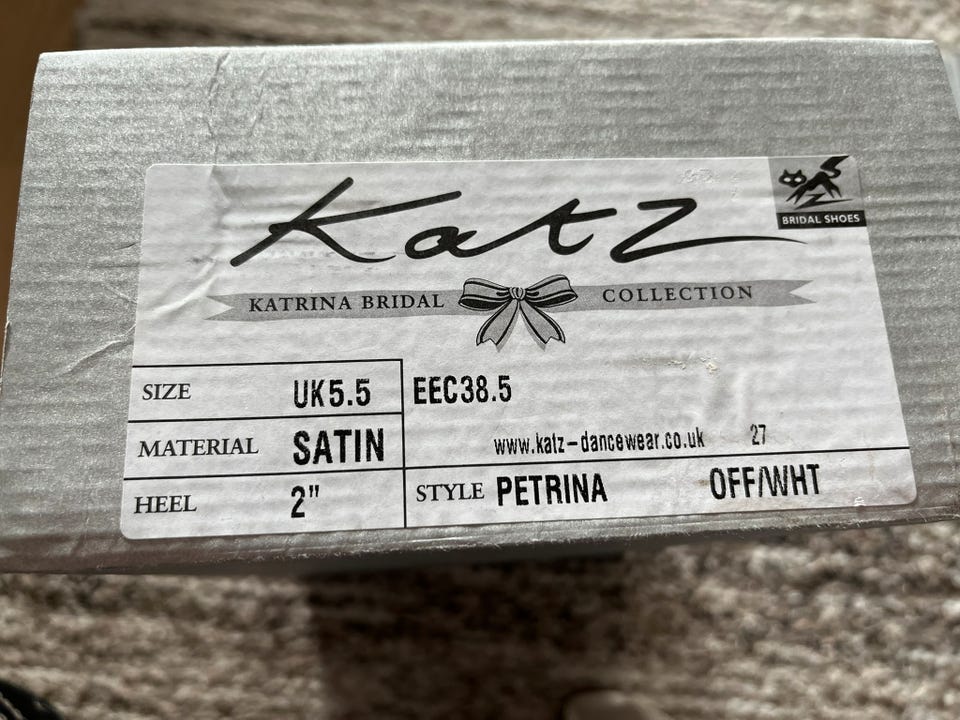 Katz
BRIDAL SHOES
KATRINA BRIDAL COLLECTION
SIZE UK5.5 EEC38.5
MATERIAL SATIN www.katz-dancewear.co.uk 27
HEEL 2" STYLE PETRINA OFF/WHT